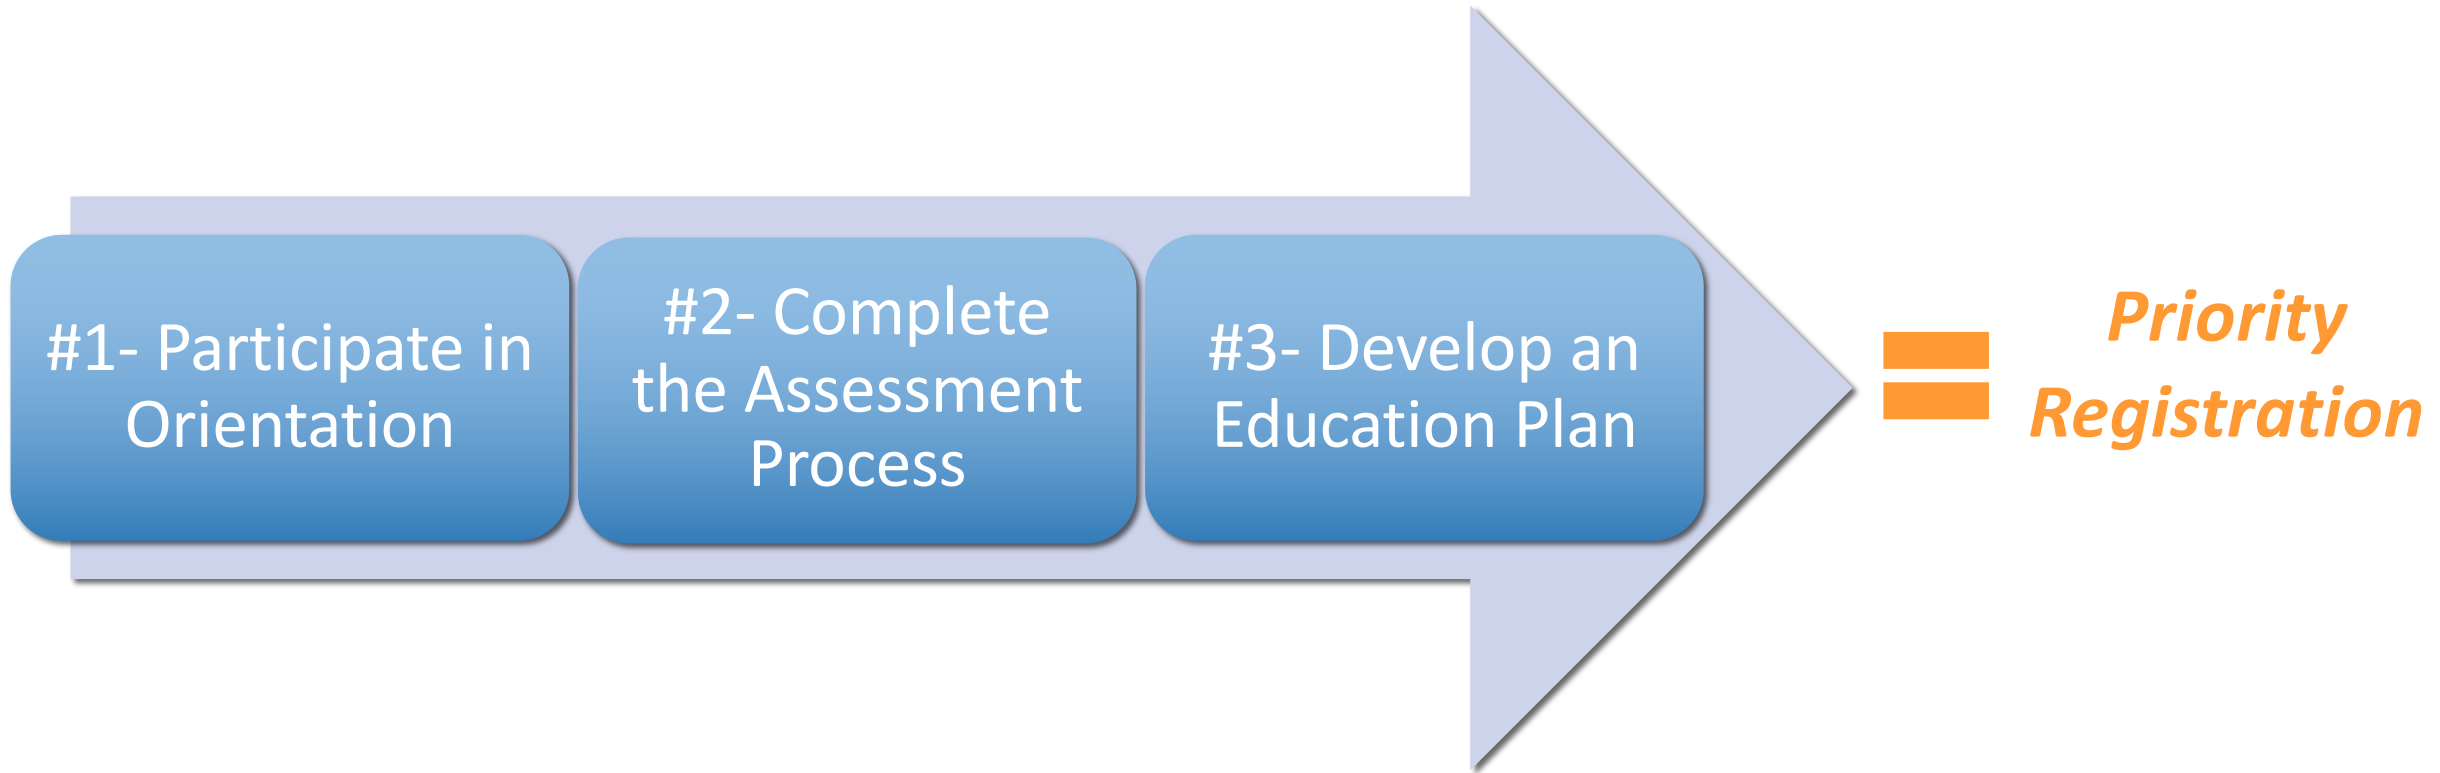 #1- Participate in
Orientation
#2- Complete
the Assessment
Process
#3- Develop an
Education Plan
=
Priority
Registration